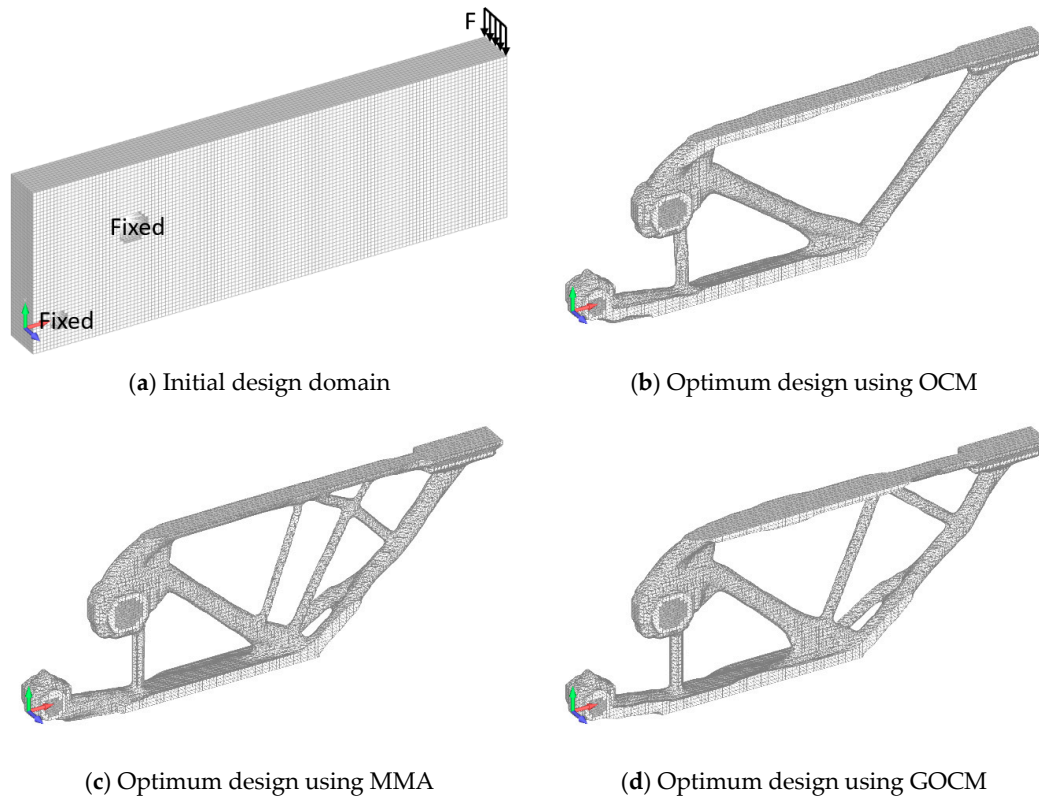 F
Fixed
Fixed
(a) Initial design domain
(b) Optimum design using OCM
(c) Optimum design using MMA
(d) Optimum design using GOCM